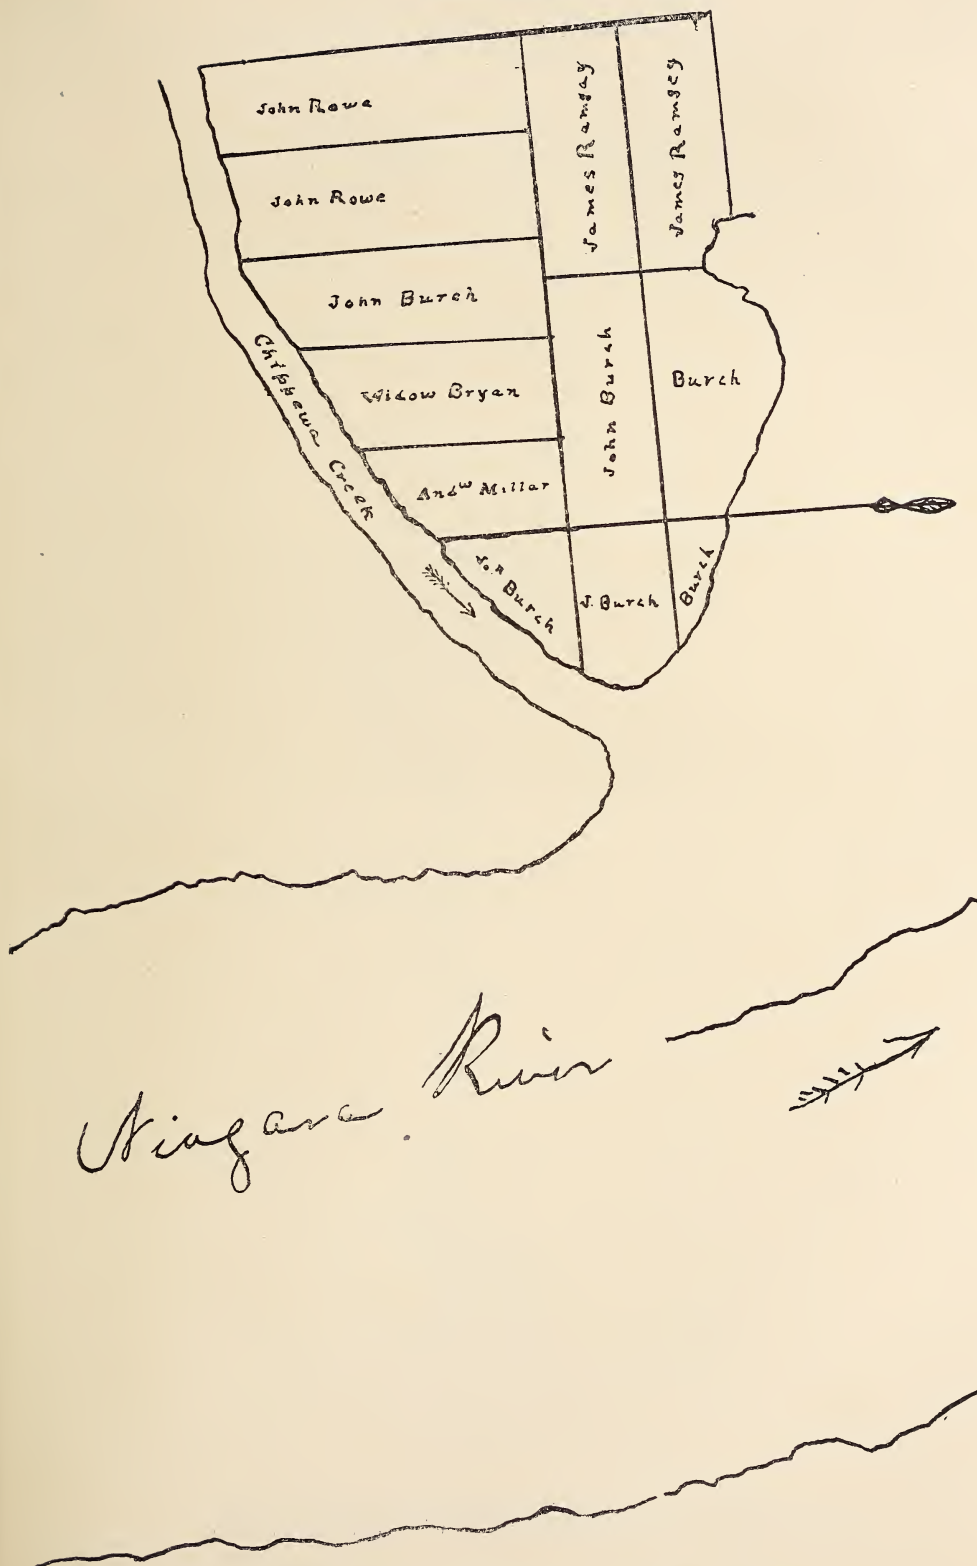 John Rowe
John Rowe
John Burch
Widow Bryan
Andw Millar
Jon Burch
James Ramsay
James Ramsey
John Burch
Burch
J. Burch
Burch
Chippewa Creek
Niagara River